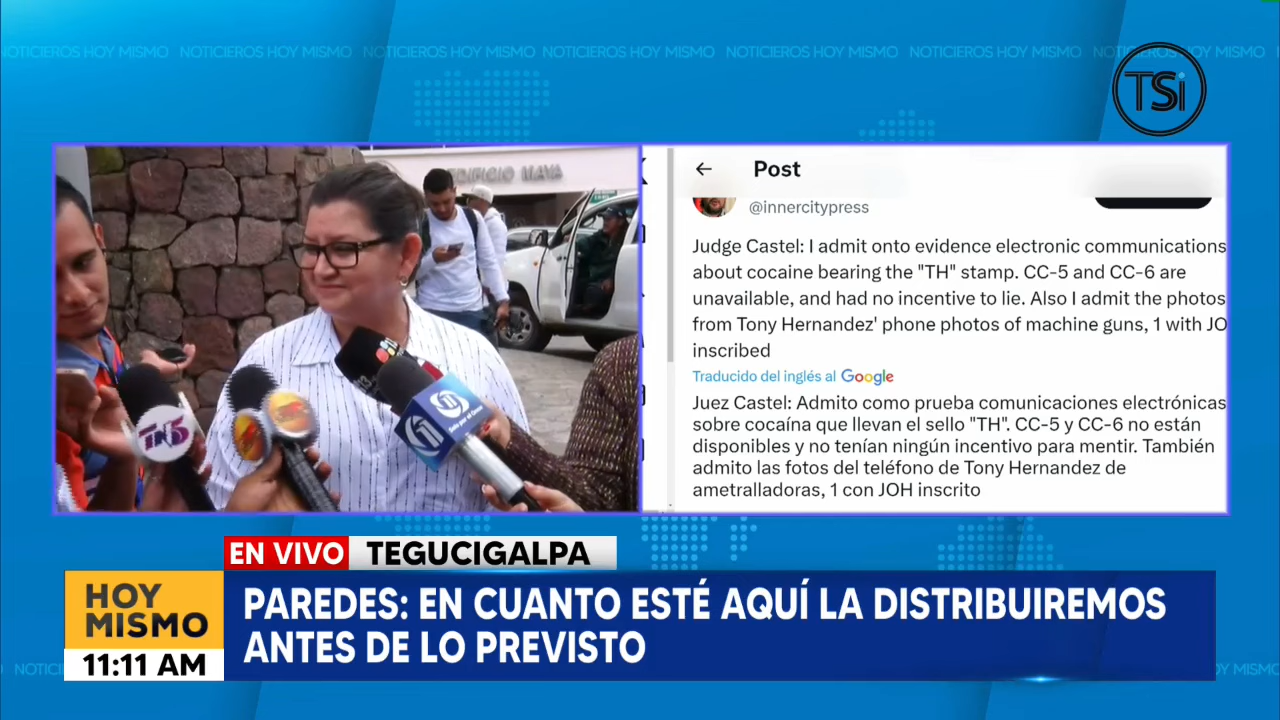 NOTICIEROS HOY MISMO NOTICIEROS HOY MISMO NOTICIEROS HOY MISMO NOTICIEROS HOY MISMO NOTICIEROS HOY MISMO NOTICIEROS HOY MISMO NOTICIEROS HOY MISMO
TSi
EDIFICIO MAYA
TN5
11
Post
@innercitypress
Judge Castel: I admit onto evidence electronic communications
about cocaine bearing the "TH" stamp. CC-5 and CC-6 are
unavailable, and had no incentive to lie. Also I admit the photos
from Tony Hernandez' phone photos of machine guns, 1 with JO
inscribed
Traducido del inglés al Google
Juez Castel: Admito como prueba comunicaciones electrónicas
sobre cocaína que llevan el sello "TH". CC-5 y CC-6 no están
disponibles y no tenían ningún incentivo para mentir. También
admito las fotos del teléfono de Tony Hernandez de
ametralladoras, 1 con JOH inscrito
EN VIVO TEGUCIGALPA
HOY
MISMO
11:11 AM
PAREDES: EN CUANTO ESTÉ AQUÍ LA DISTRIBUIREMOS
ANTES DE LO PREVISTO